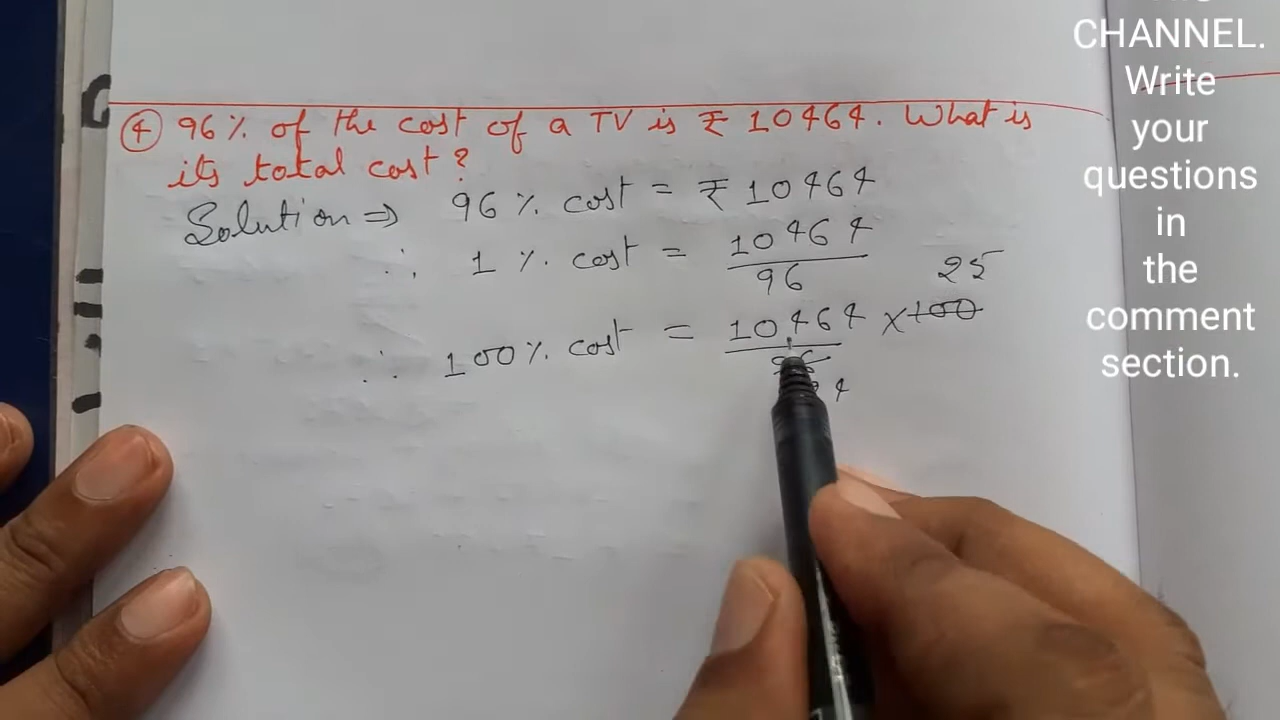 ④ 96% of the cost of a TV is ₹ 10464. What is
its total cost?
Solution ⇒ 96% cost = ₹ 10464
∴ 1% cost = 10464
96
25
∴ 100% cost = 10464 × 100
96
4
CHANNEL.
Write
your
questions
in
the
comment
section.